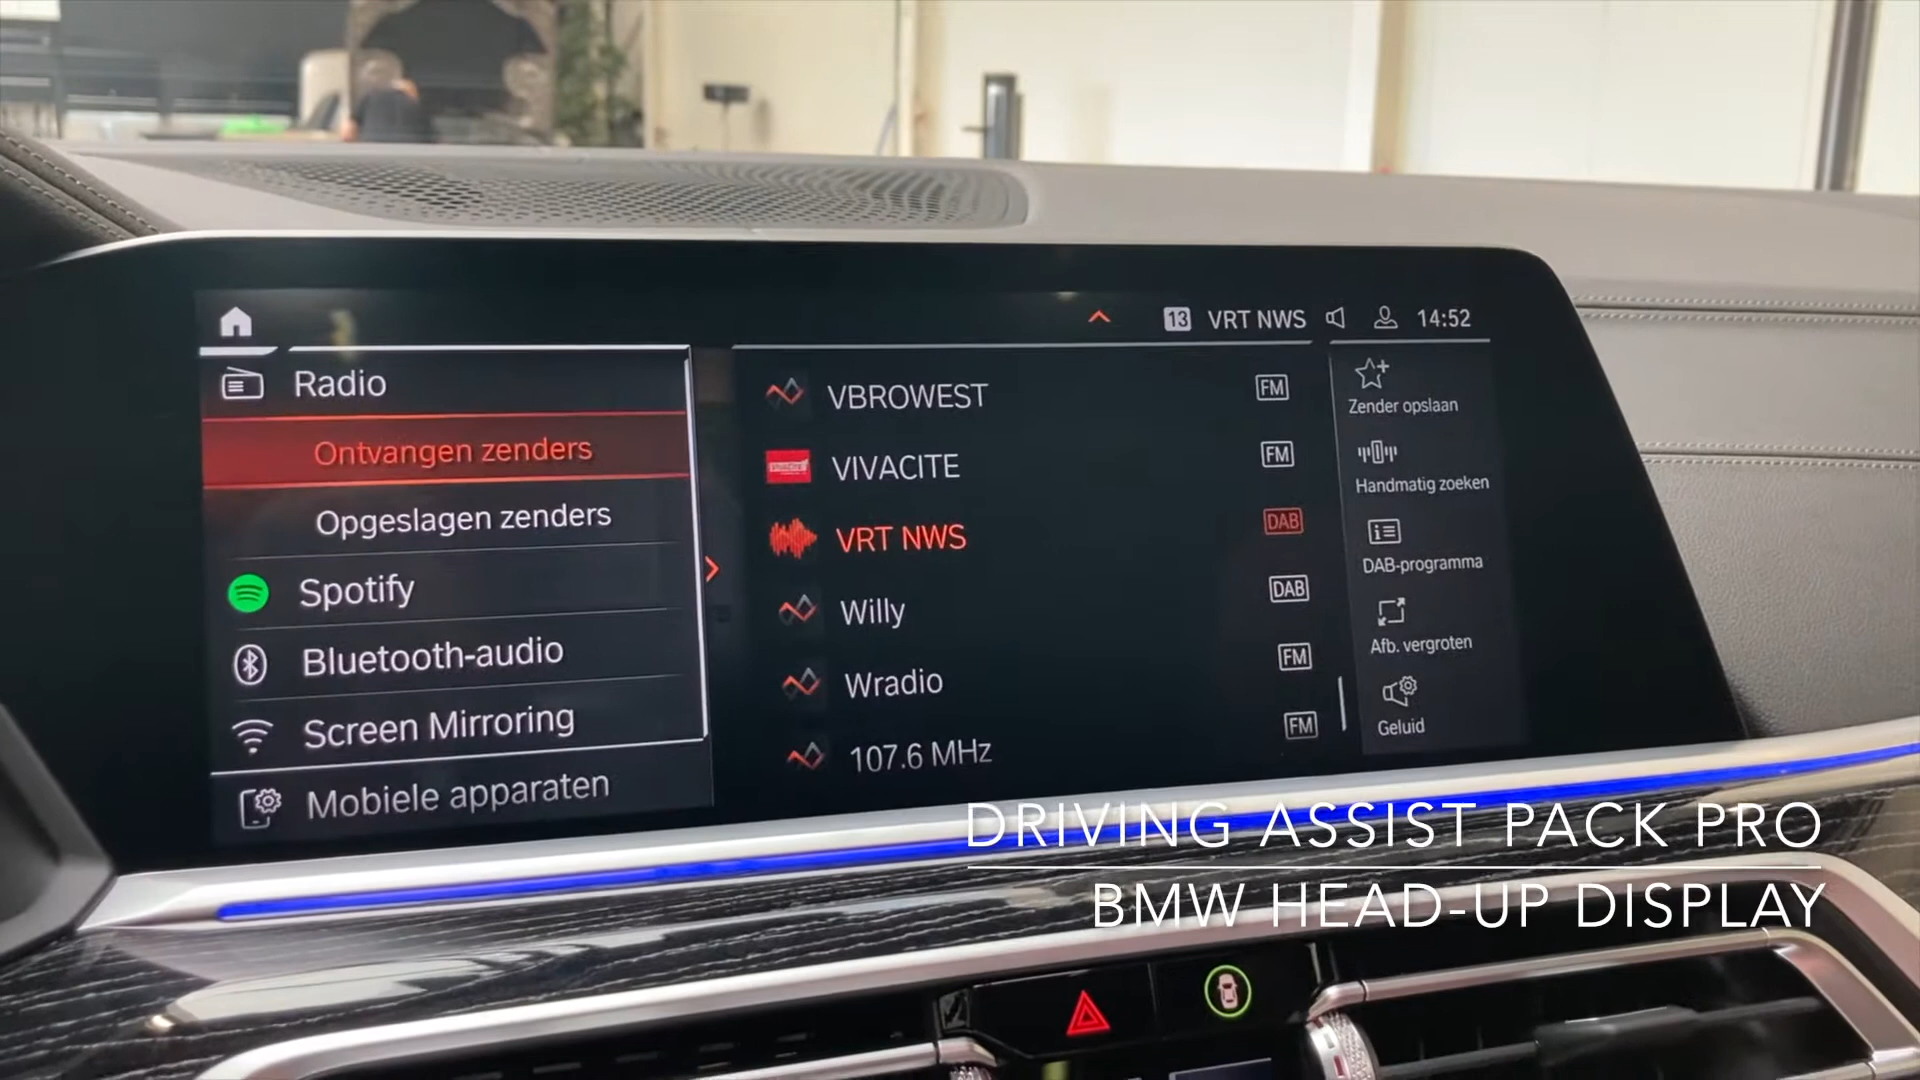 13 VRT NWS 14:52
Radio
Ontvangen zenders
Opgeslagen zenders
Spotify
Bluetooth-audio
Screen Mirroring
Mobiele apparaten
VBROWEST FM
VIVACITE FM
VRT NWS DAB
Willy DAB
Wradio FM
107.6 MHz FM
Zender opslaan
Handmatig zoeken
DAB-programma
Afb. vergroten
Geluid
DRIVING ASSIST PACK PRO
BMW HEAD-UP DISPLAY